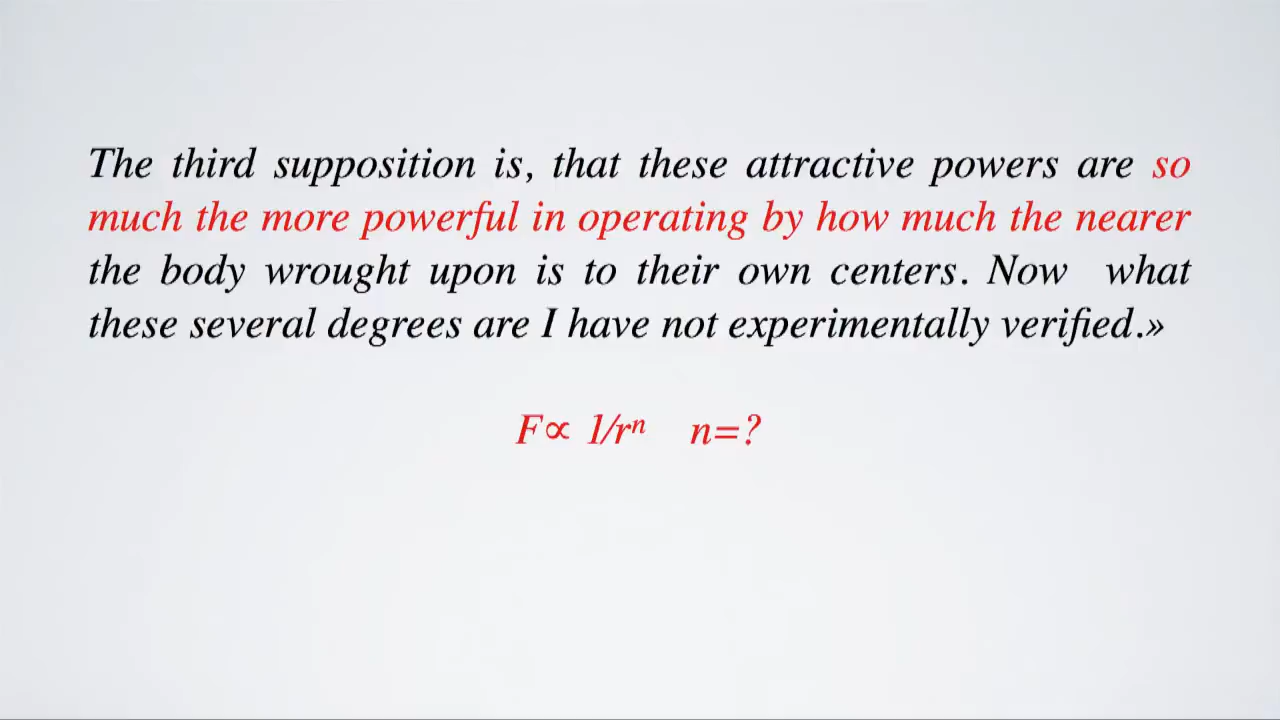 The third supposition is, that these attractive powers are so
much the more powerful in operating by how much the nearer
the body wrought upon is to their own centers. Now what
these several degrees are I have not experimentally verified.»
F∝ 1/rⁿ n=?